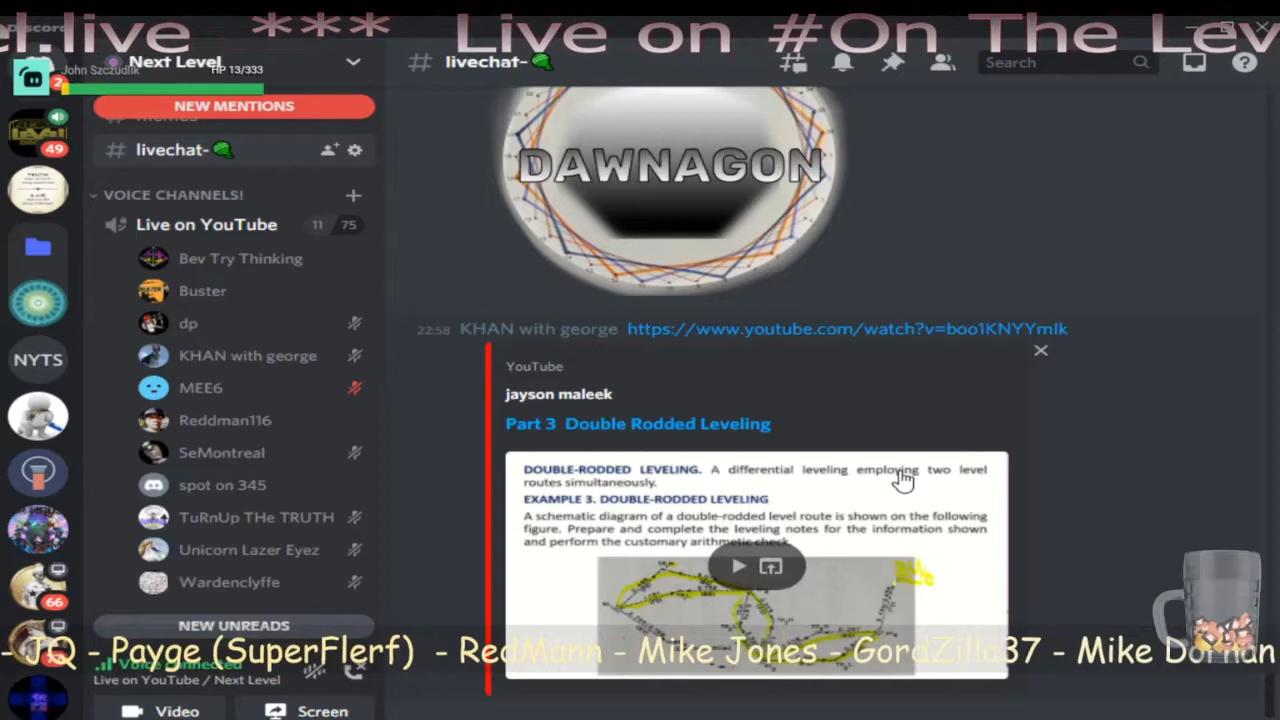 el.live *** Live on #On The Lev
Discord
John Szczudlik
HP 13/333
Next Level
2
NEW MENTIONS
memes
livechat-
VOICE CHANNELS!
Live on YouTube
11 75
Bev Try Thinking
Buster
dp
KHAN with george
MEE6
Reddman116
SeMontreal
spot on 345
TuRnUp THe TRUTH
Unicorn Lazer Eyez
Wardenclyffe
NEW UNREADS
Voice Connected
Live on YouTube / Next Level
Video
Screen
49
NYTS
66
livechat-
Search
DAWNAGON
22:58 KHAN with george https://www.youtube.com/watch?v=boo1KNYYmlk
YouTube
jayson maleek
Part 3 Double Rodded Leveling
DOUBLE-RODDED LEVELING. A differential leveling employing two level
routes simultaneously.
EXAMPLE 3. DOUBLE-RODDED LEVELING
A schematic diagram of a double-rodded level route is shown on the following
figure. Prepare and complete the leveling notes for the information shown
and perform the customary arithmetic check.
- JQ - Payge (SuperFlerf) - RedMann - Mike Jones - GordZilla37 - Mike Dorman